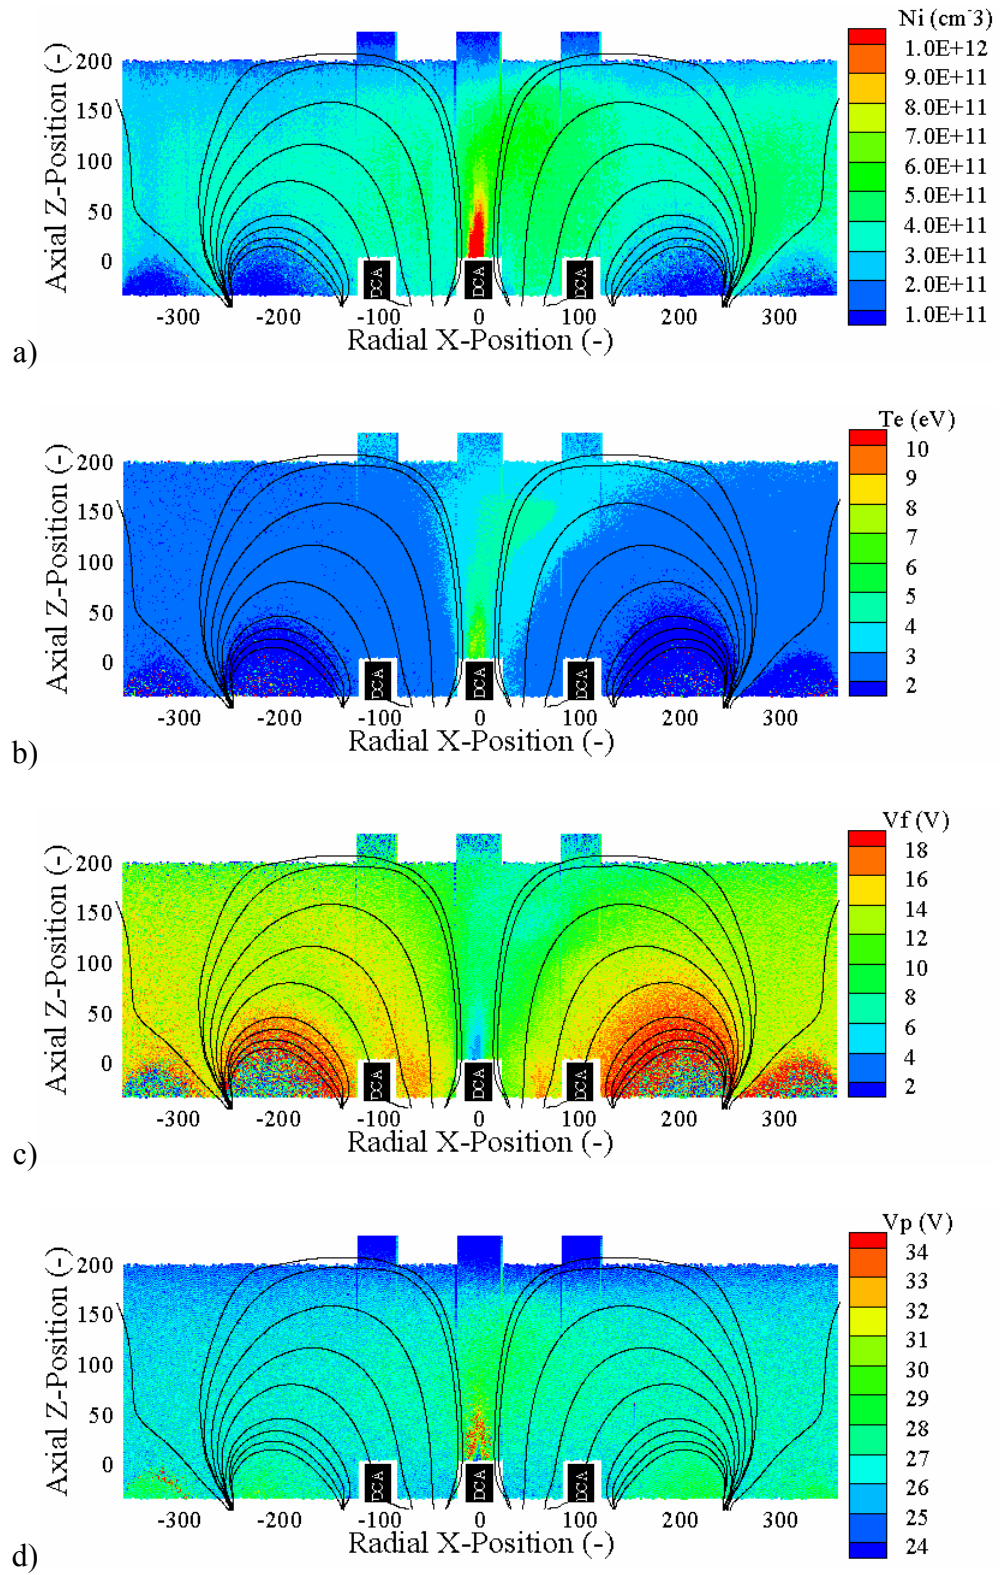 Ni (cm⁻3)
1.0E+12
9.0E+11
8.0E+11
7.0E+11
6.0E+11
5.0E+11
4.0E+11
3.0E+11
2.0E+11
1.0E+11
Axial Z-Position (-)
200
150
100
50
0
DCA DCA DCA
-300 -200 -100 0 100 200 300
Radial X-Position (-)
a)
Te (eV)
10
9
8
7
6
5
4
3
2
Axial Z-Position (-)
200
150
100
50
0
DCA DCA DCA
-300 -200 -100 0 100 200 300
Radial X-Position (-)
b)
Vf (V)
18
16
14
12
10
8
6
4
2
Axial Z-Position (-)
200
150
100
50
0
DCA DCA DCA
-300 -200 -100 0 100 200 300
Radial X-Position (-)
c)
Vp (V)
34
33
32
31
30
29
28
27
26
25
24
Axial Z-Position (-)
200
150
100
50
0
DCA DCA DCA
-300 -200 -100 0 100 200 300
Radial X-Position (-)
d)